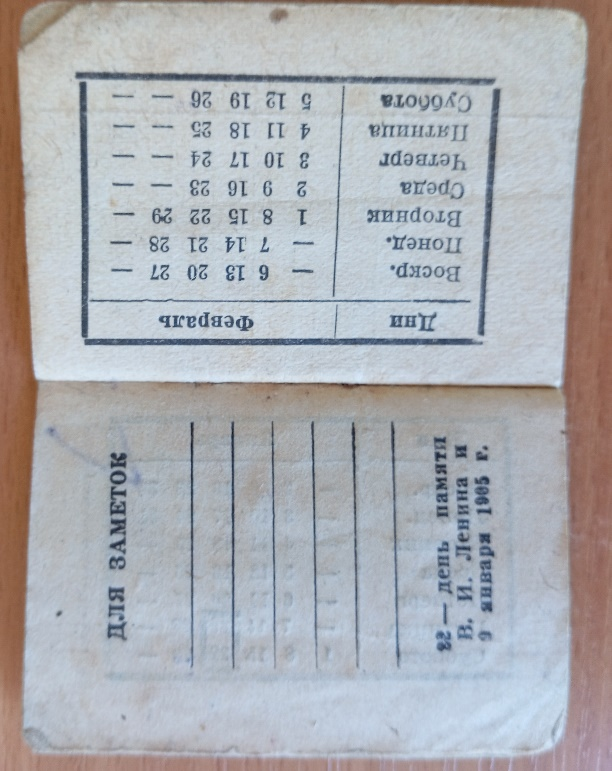 Дни Февраль
Воскр. — 6 13 20 27 —
Понед. — 7 14 21 28 —
Вторник 1 8 15 22 29 —
Среда 2 9 16 23 — —
Четверг 3 10 17 24 — —
Пятница 4 11 18 25 — —
Суббота 5 12 19 26 — —
ДЛЯ ЗАМЕТОК
22 — день памяти
В. И. Ленина и
9 января 1905 г.